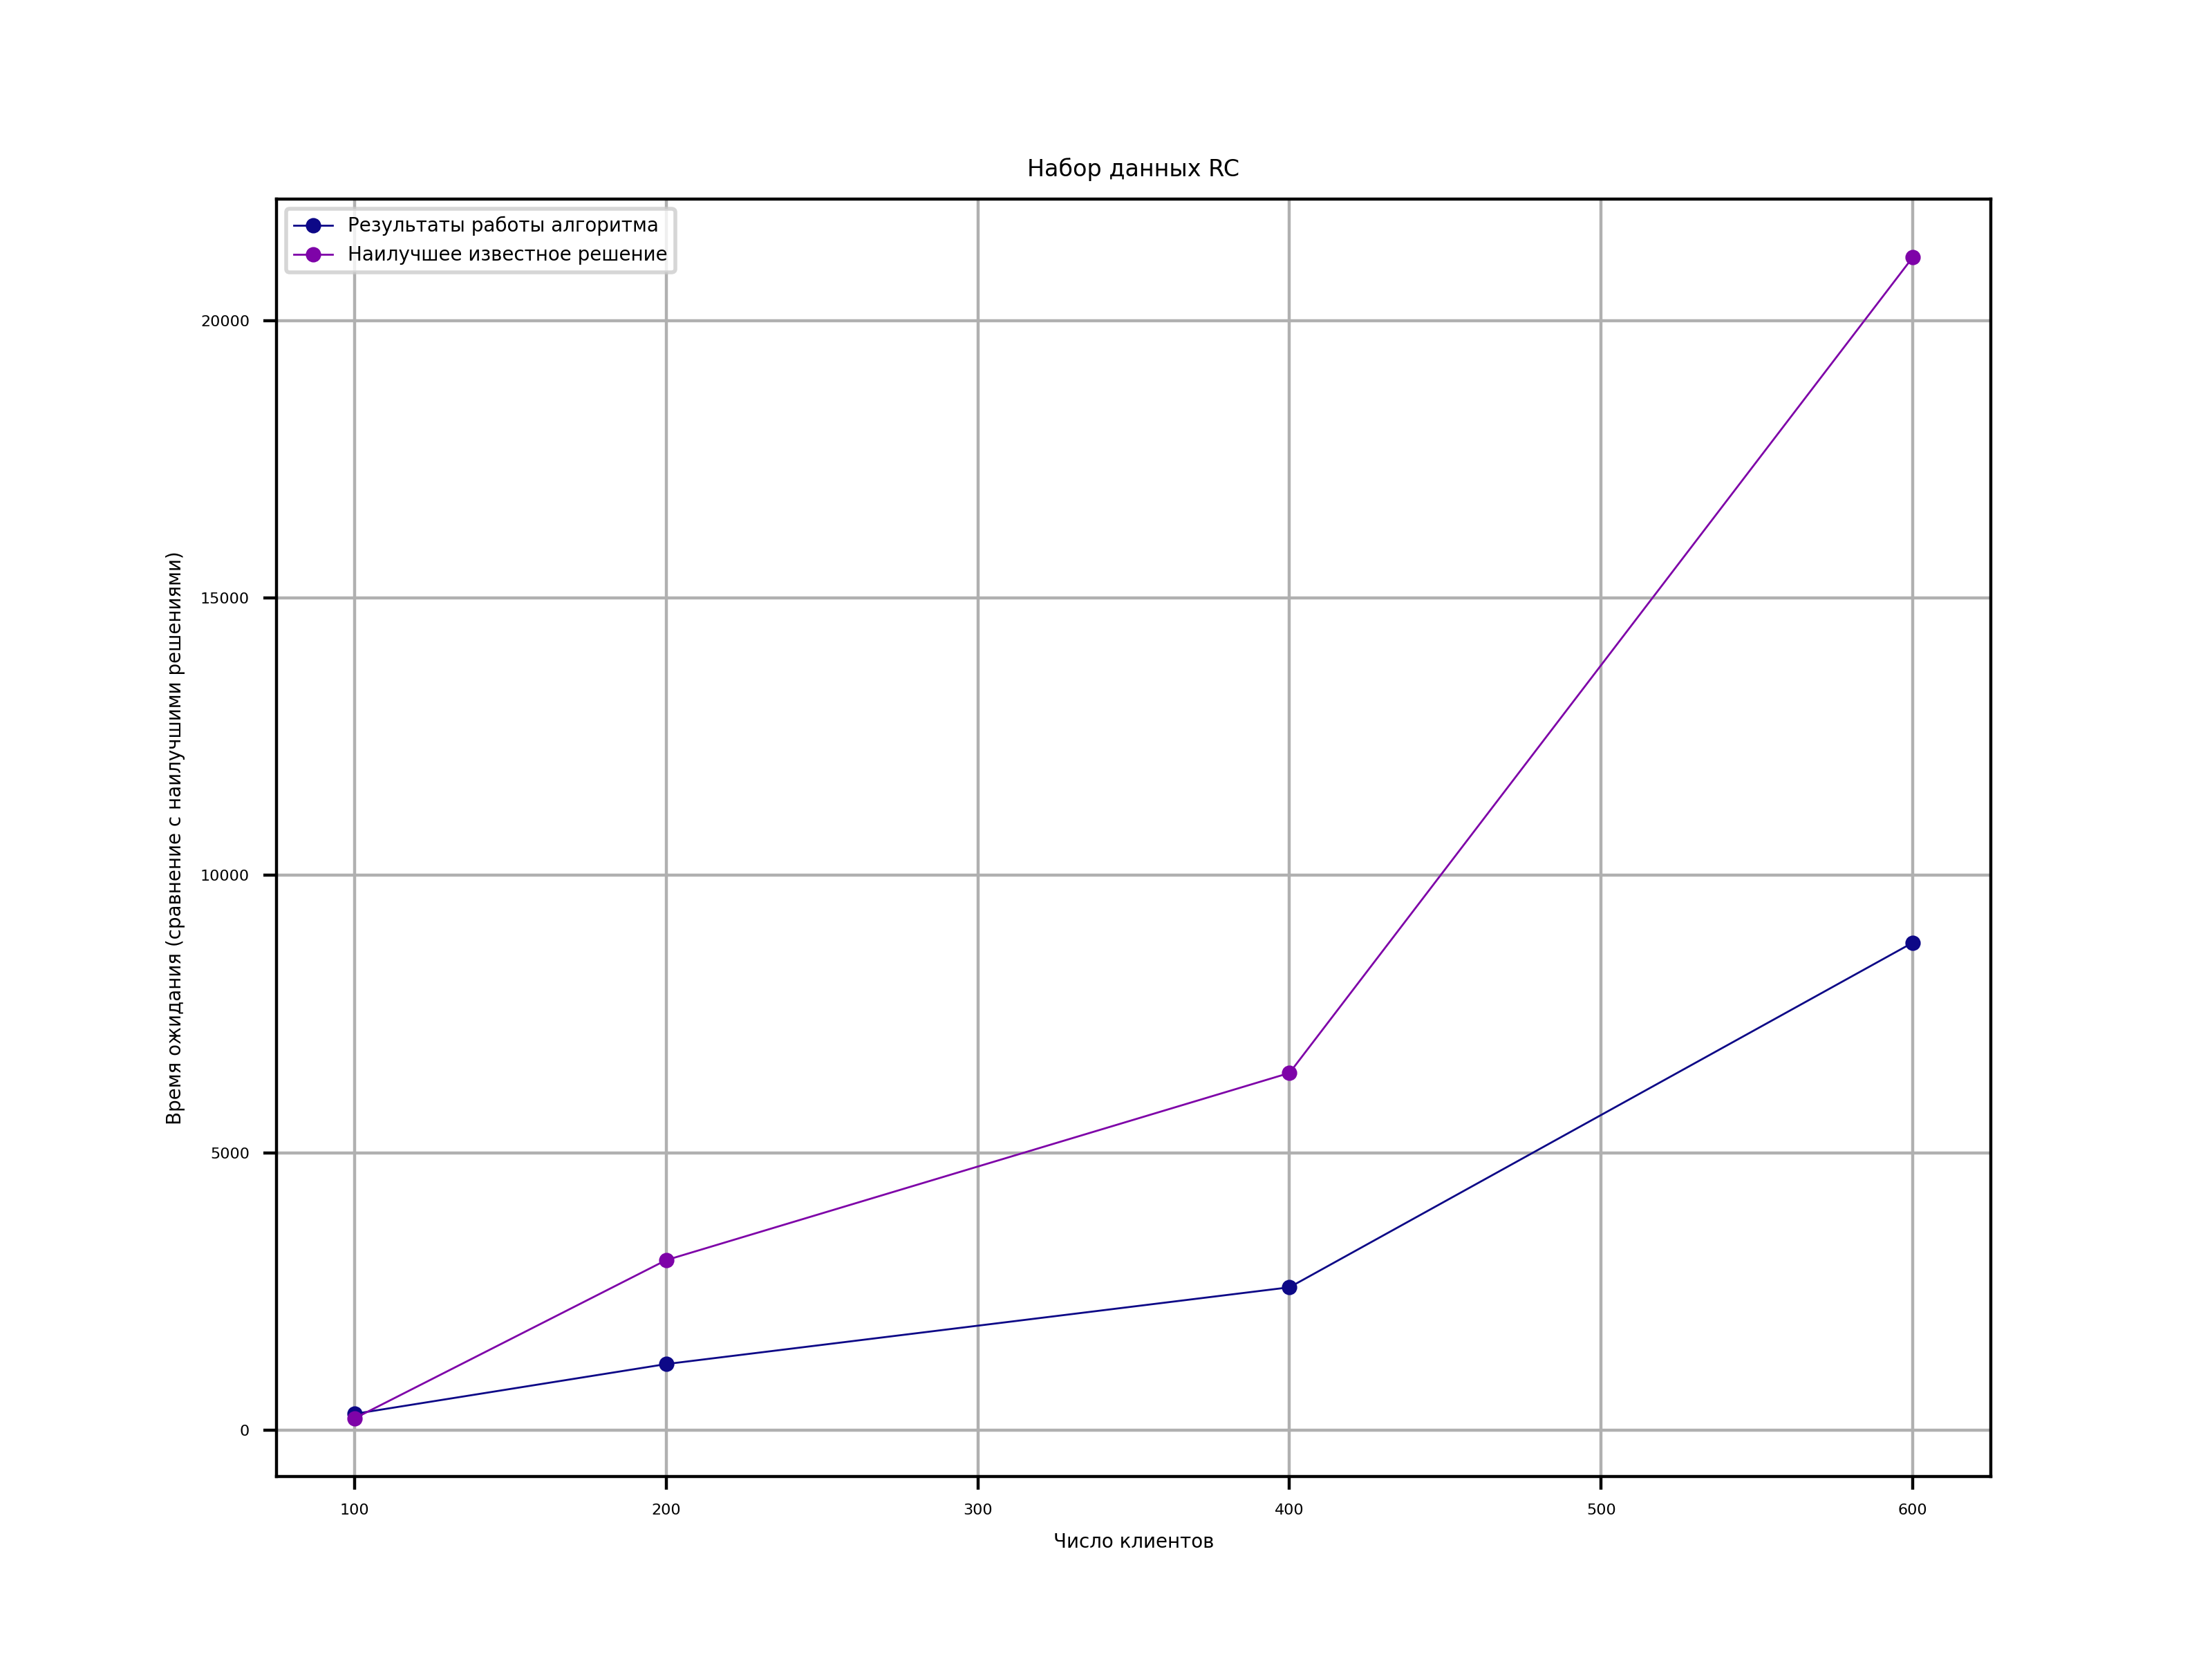 Набор данных RC
Результаты работы алгоритма
Наилучшее известное решение
Время ожидания (сравнение с наилучшими решениями)
20000
15000
10000
5000
0
100 200 300 400 500 600
Число клиентов